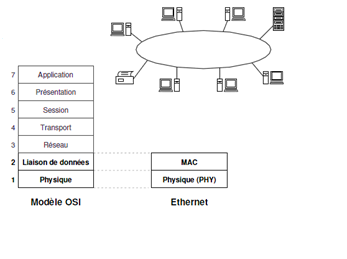 7 Application
6 Présentation
5 Session
4 Transport
3 Réseau
2 Liaison de données MAC
1 Physique Physique (PHY)
Modèle OSI Ethernet